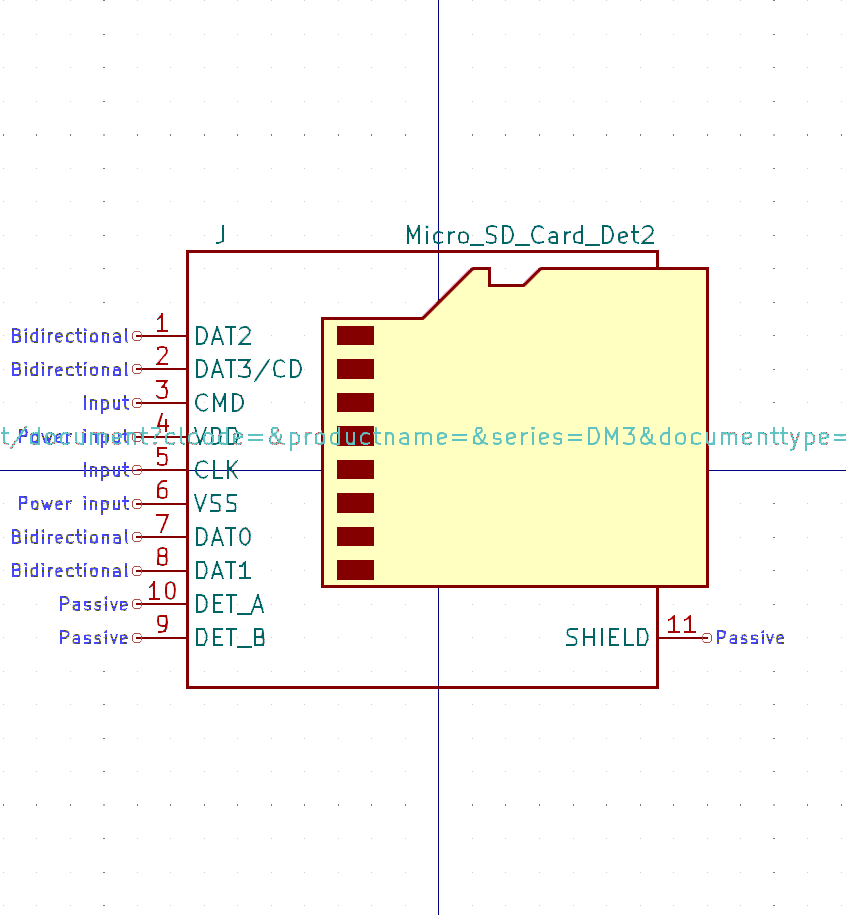 J Micro_SD_Card_Det2
Bidirectional 1 DAT2
Bidirectional 2 DAT3/CD
Input 3 CMD
Power input 4 VDD
t/document?clcode=&productname=&series=DM3&documenttype=
Input 5 CLK
Power input 6 VSS
Bidirectional 7 DAT0
Bidirectional 8 DAT1
Passive 10 DET_A
Passive 9 DET_B
SHIELD 11 Passive